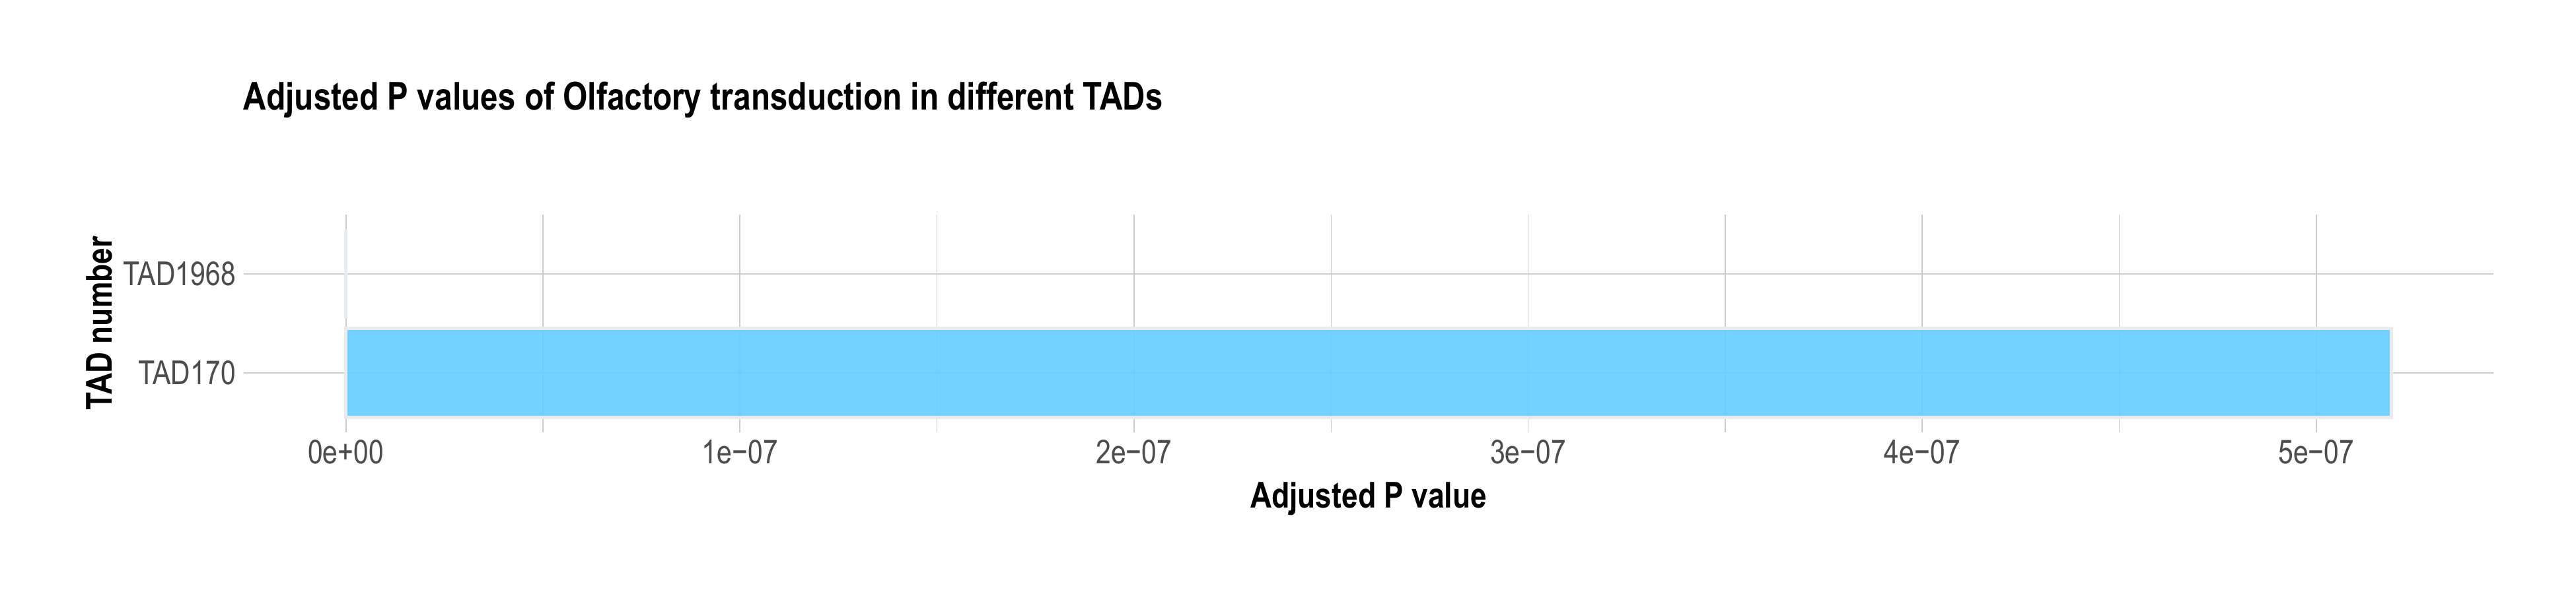 Adjusted P values of Olfactory transduction in different TADs
TAD number
TAD1968
TAD170
0e+00 1e−07 2e−07 3e−07 4e−07 5e−07
Adjusted P value